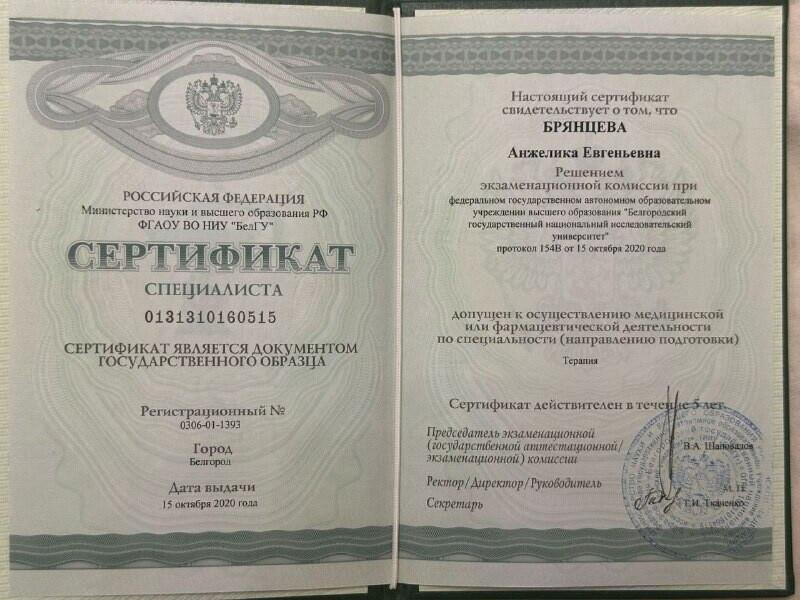 РОССИЙСКАЯ ФЕДЕРАЦИЯ
Министерство науки и высшего образования РФ
ФГАОУ ВО НИУ "БелГУ"
СЕРТИФИКАТ
СПЕЦИАЛИСТА
0131310160515
СЕРТИФИКАТ ЯВЛЯЕТСЯ ДОКУМЕНТОМ
ГОСУДАРСТВЕННОГО ОБРАЗЦА
Регистрационный №
0306-01-1393
Город
Белгород
Дата выдачи
15 октября 2020 года
Настоящий сертификат
свидетельствует о том, что
БРЯНЦЕВА
Анжелика Евгеньевна
Решением
экзаменационной комиссии при
федеральном государственном автономном образовательном
учреждении высшего образования "Белгородский
государственный национальный исследовательский
университет"
протокол 154В от 15 октября 2020 года
допущен к осуществлению медицинской
или фармацевтической деятельности
по специальности (направлению подготовки)
Терапия
Сертификат действителен в течение 5 лет.
Председатель экзаменационной
(государственной аттестационной/
экзаменационной) комиссии
В.А. Шаповалов
Ректор/Директор/Руководитель
М.П.
Секретарь
Т.И. Ткаченко